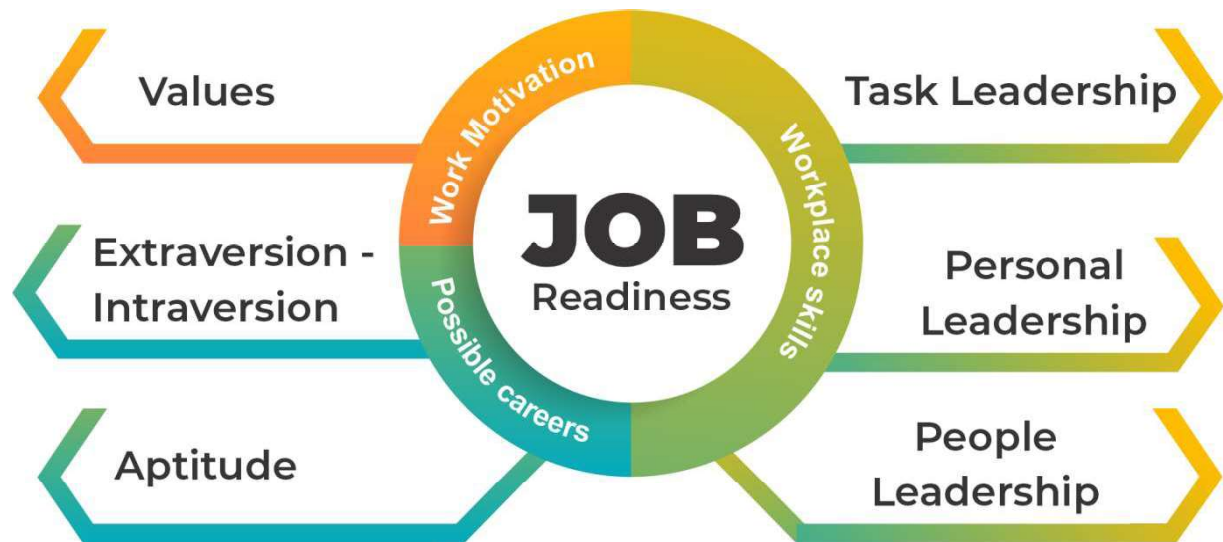 Values
Extraversion -
Intraversion
Aptitude
Work Motivation
Possible careers
JOB
Readiness
Workplace skills
Task Leadership
Personal
Leadership
People
Leadership